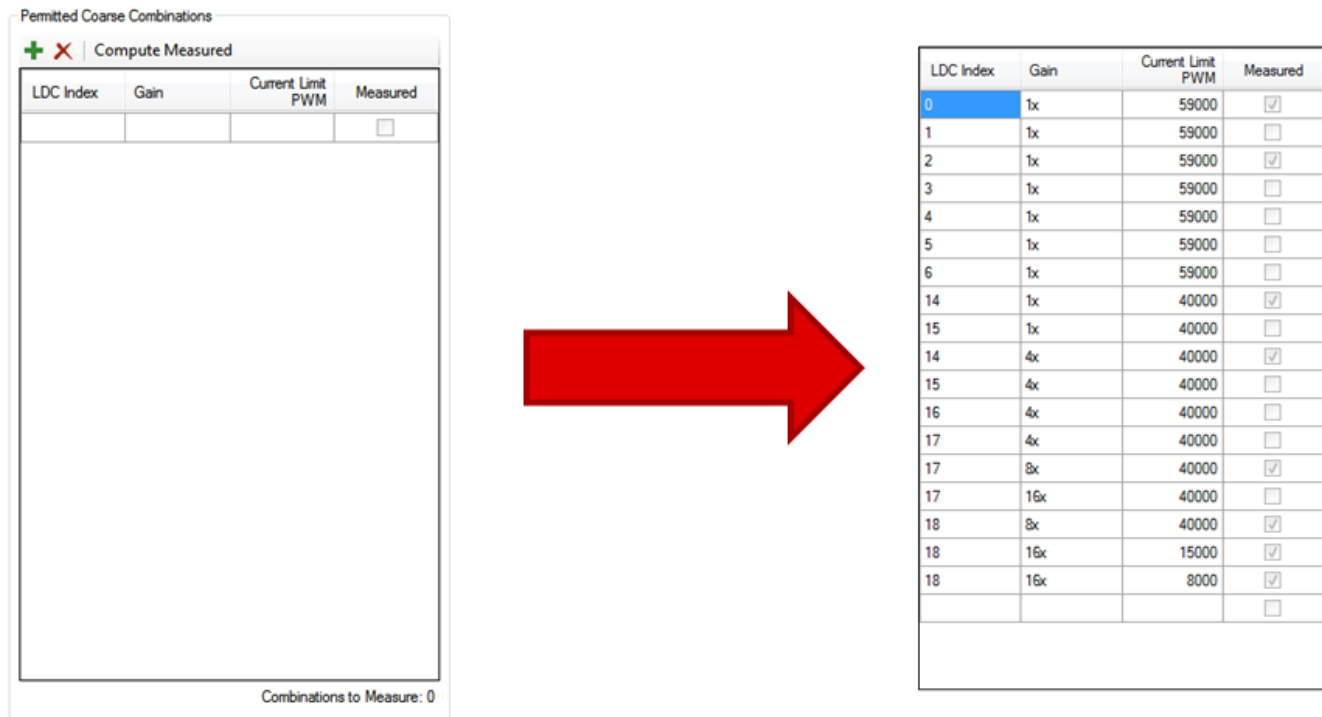 Permitted Coarse Combinations
Compute Measured
LDC Index Gain Current Limit PWM Measured
Combinations to Measure: 0
LDC Index Gain Current Limit PWM Measured
0 1x 59000
1 1x 59000
2 1x 59000
3 1x 59000
4 1x 59000
5 1x 59000
6 1x 59000
14 1x 40000
15 1x 40000
14 4x 40000
15 4x 40000
16 4x 40000
17 4x 40000
17 8x 40000
17 16x 40000
18 8x 40000
18 16x 15000
18 16x 8000